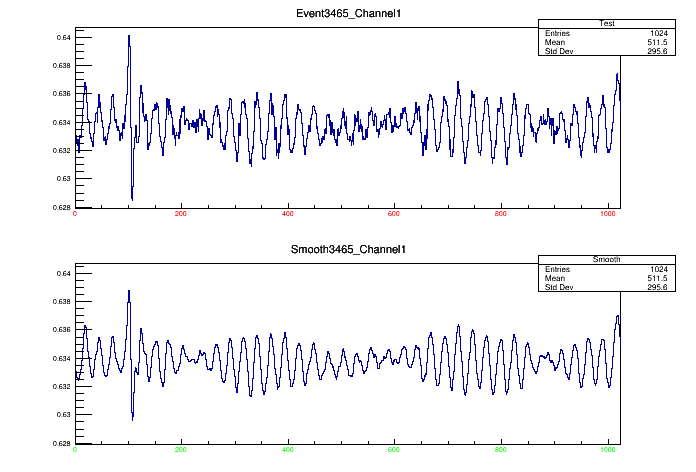 Event3465_Channel1
Test
Entries 1024
Mean 511.5
Std Dev 295.6
0.64
0.638
0.636
0.634
0.632
0.63
0.628
0 200 400 600 800 1000
Smooth3465_Channel1
Smooth
Entries 1024
Mean 511.5
Std Dev 295.6
0.64
0.638
0.636
0.634
0.632
0.63
0.628
0 200 400 600 800 1000